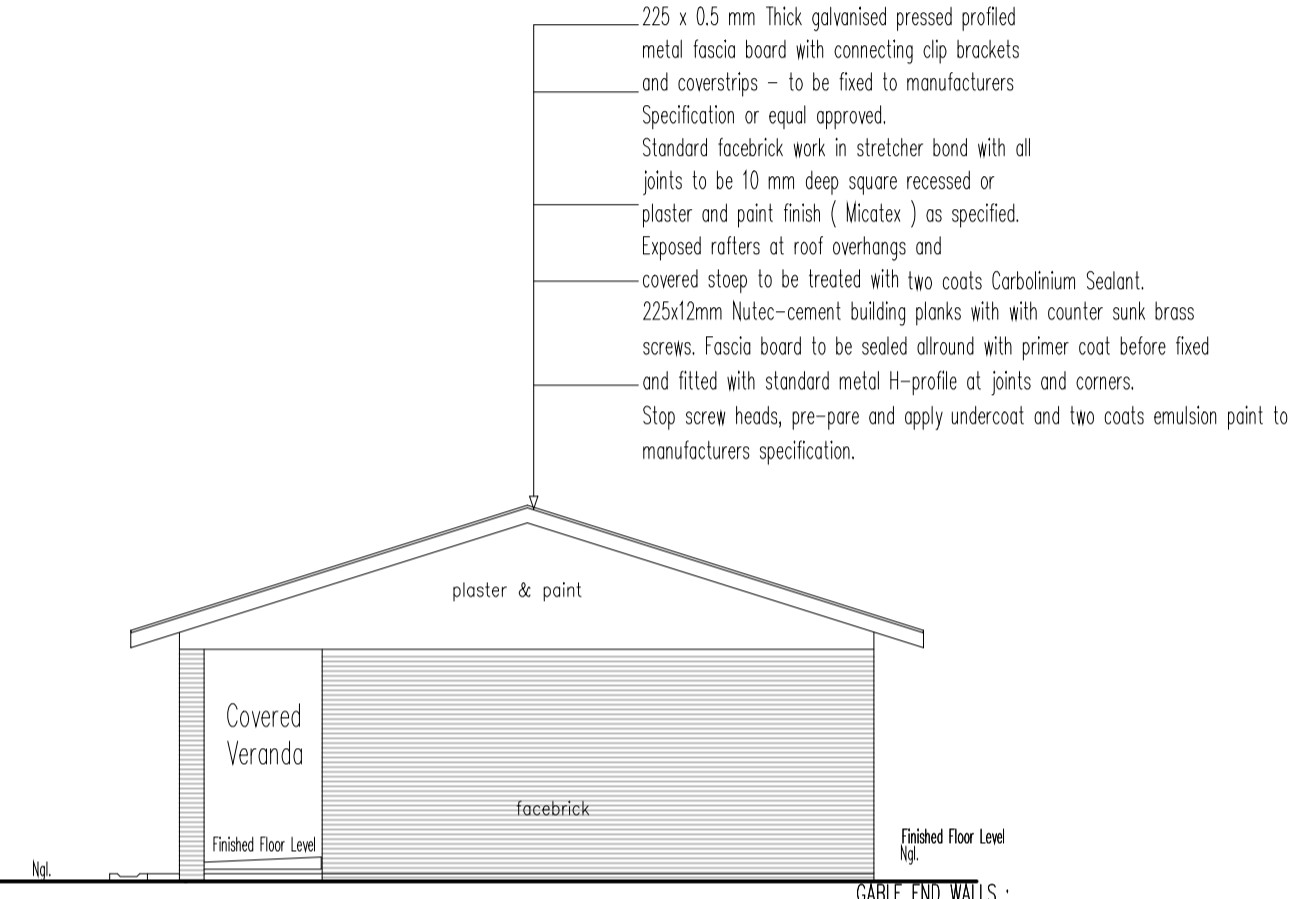 225 x 0.5 mm Thick galvanised pressed profiled
metal fascia board with connecting clip brackets
and coverstrips - to be fixed to manufacturers
Specification or equal approved.
Standard facebrick work in stretcher bond with all
joints to be 10 mm deep square recessed or
plaster and paint finish ( Micatex ) as specified.
Exposed rafters at roof overhangs and
covered stoep to be treated with two coats Carbolinium Sealant.
225x12mm Nutec-cement building planks with with counter sunk brass
screws. Fascia board to be sealed allround with primer coat before fixed
and fitted with standard metal H-profile at joints and corners.
Stop screw heads, pre-pare and apply undercoat and two coats emulsion paint to
manufacturers specification.
plaster & paint
Covered
Veranda
facebrick
Finished Floor Level
Finished Floor Level
Ngl.
Ngl.
GABLE END WALLS :